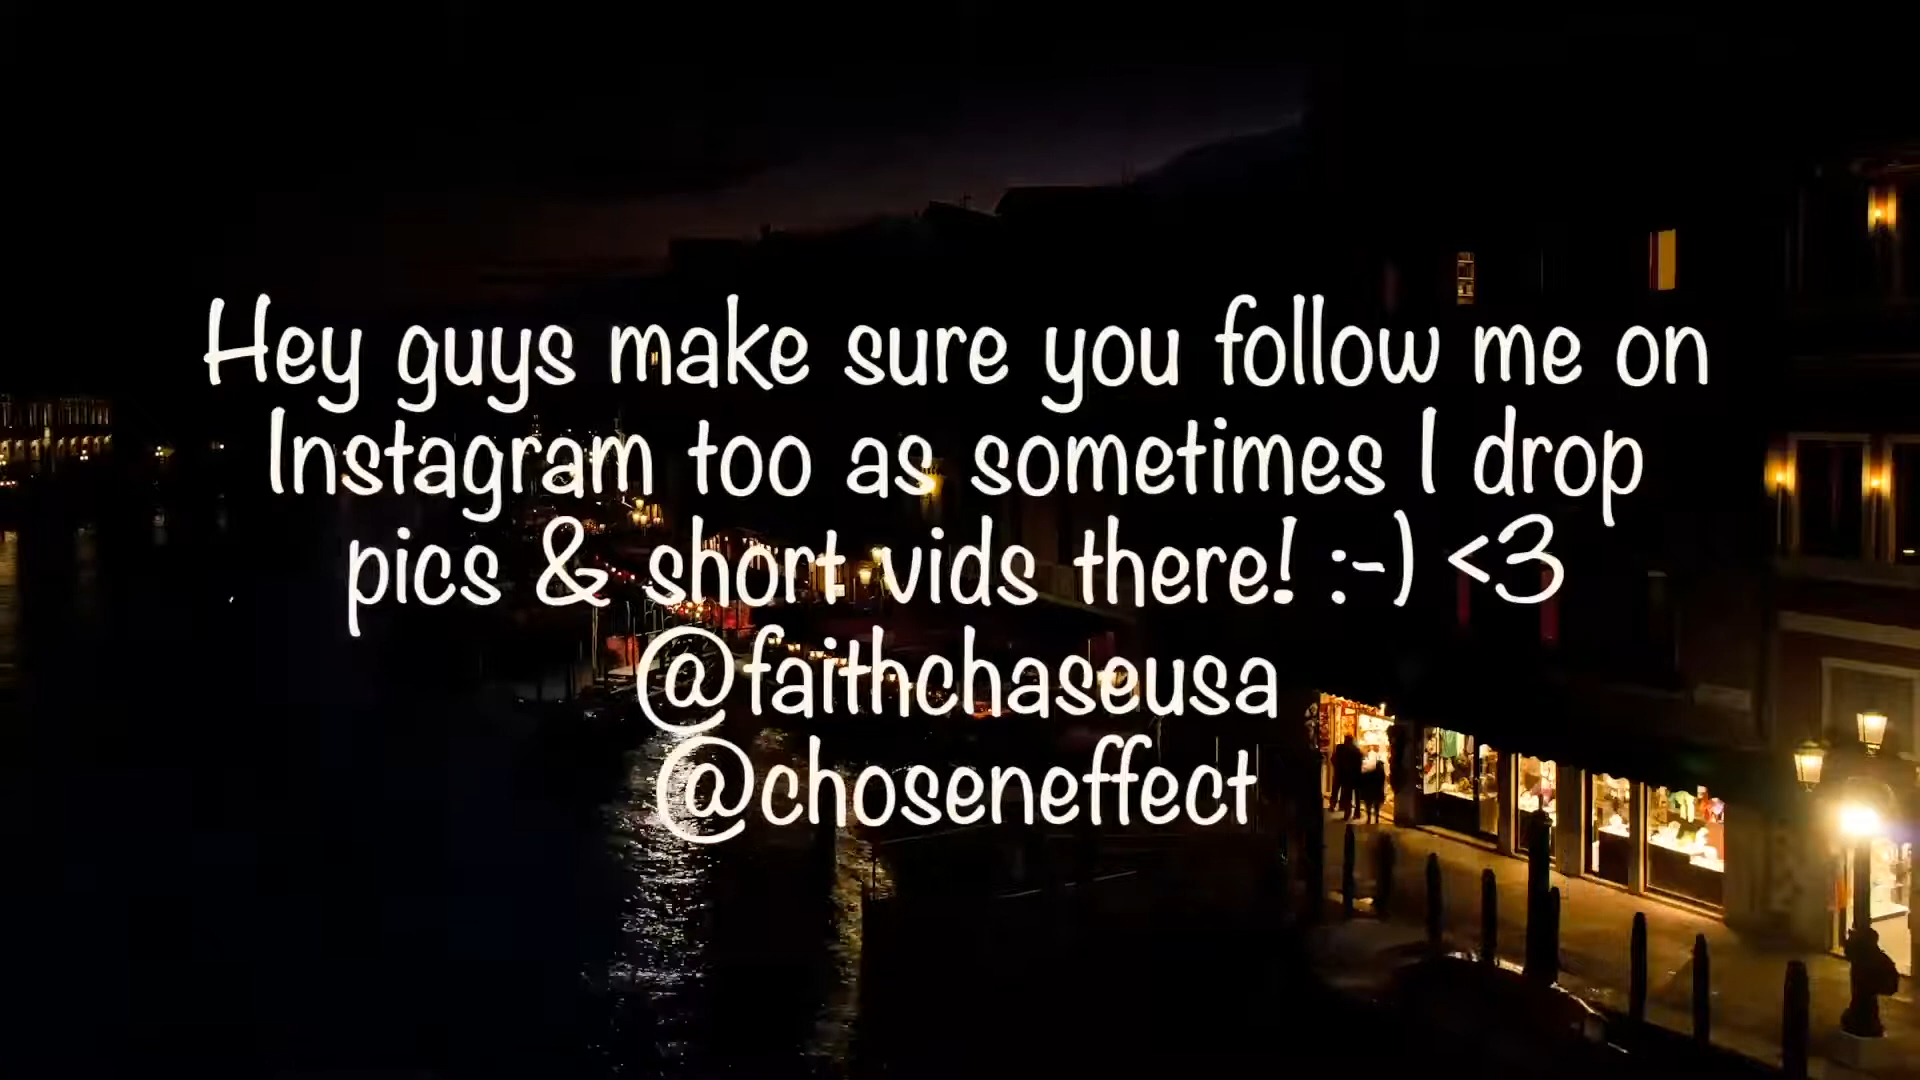 Hey guys make sure you follow me on
Instagram too as sometimes I drop
pics & short vids there! :-) <3
@faithchaseusa
@choseneffect